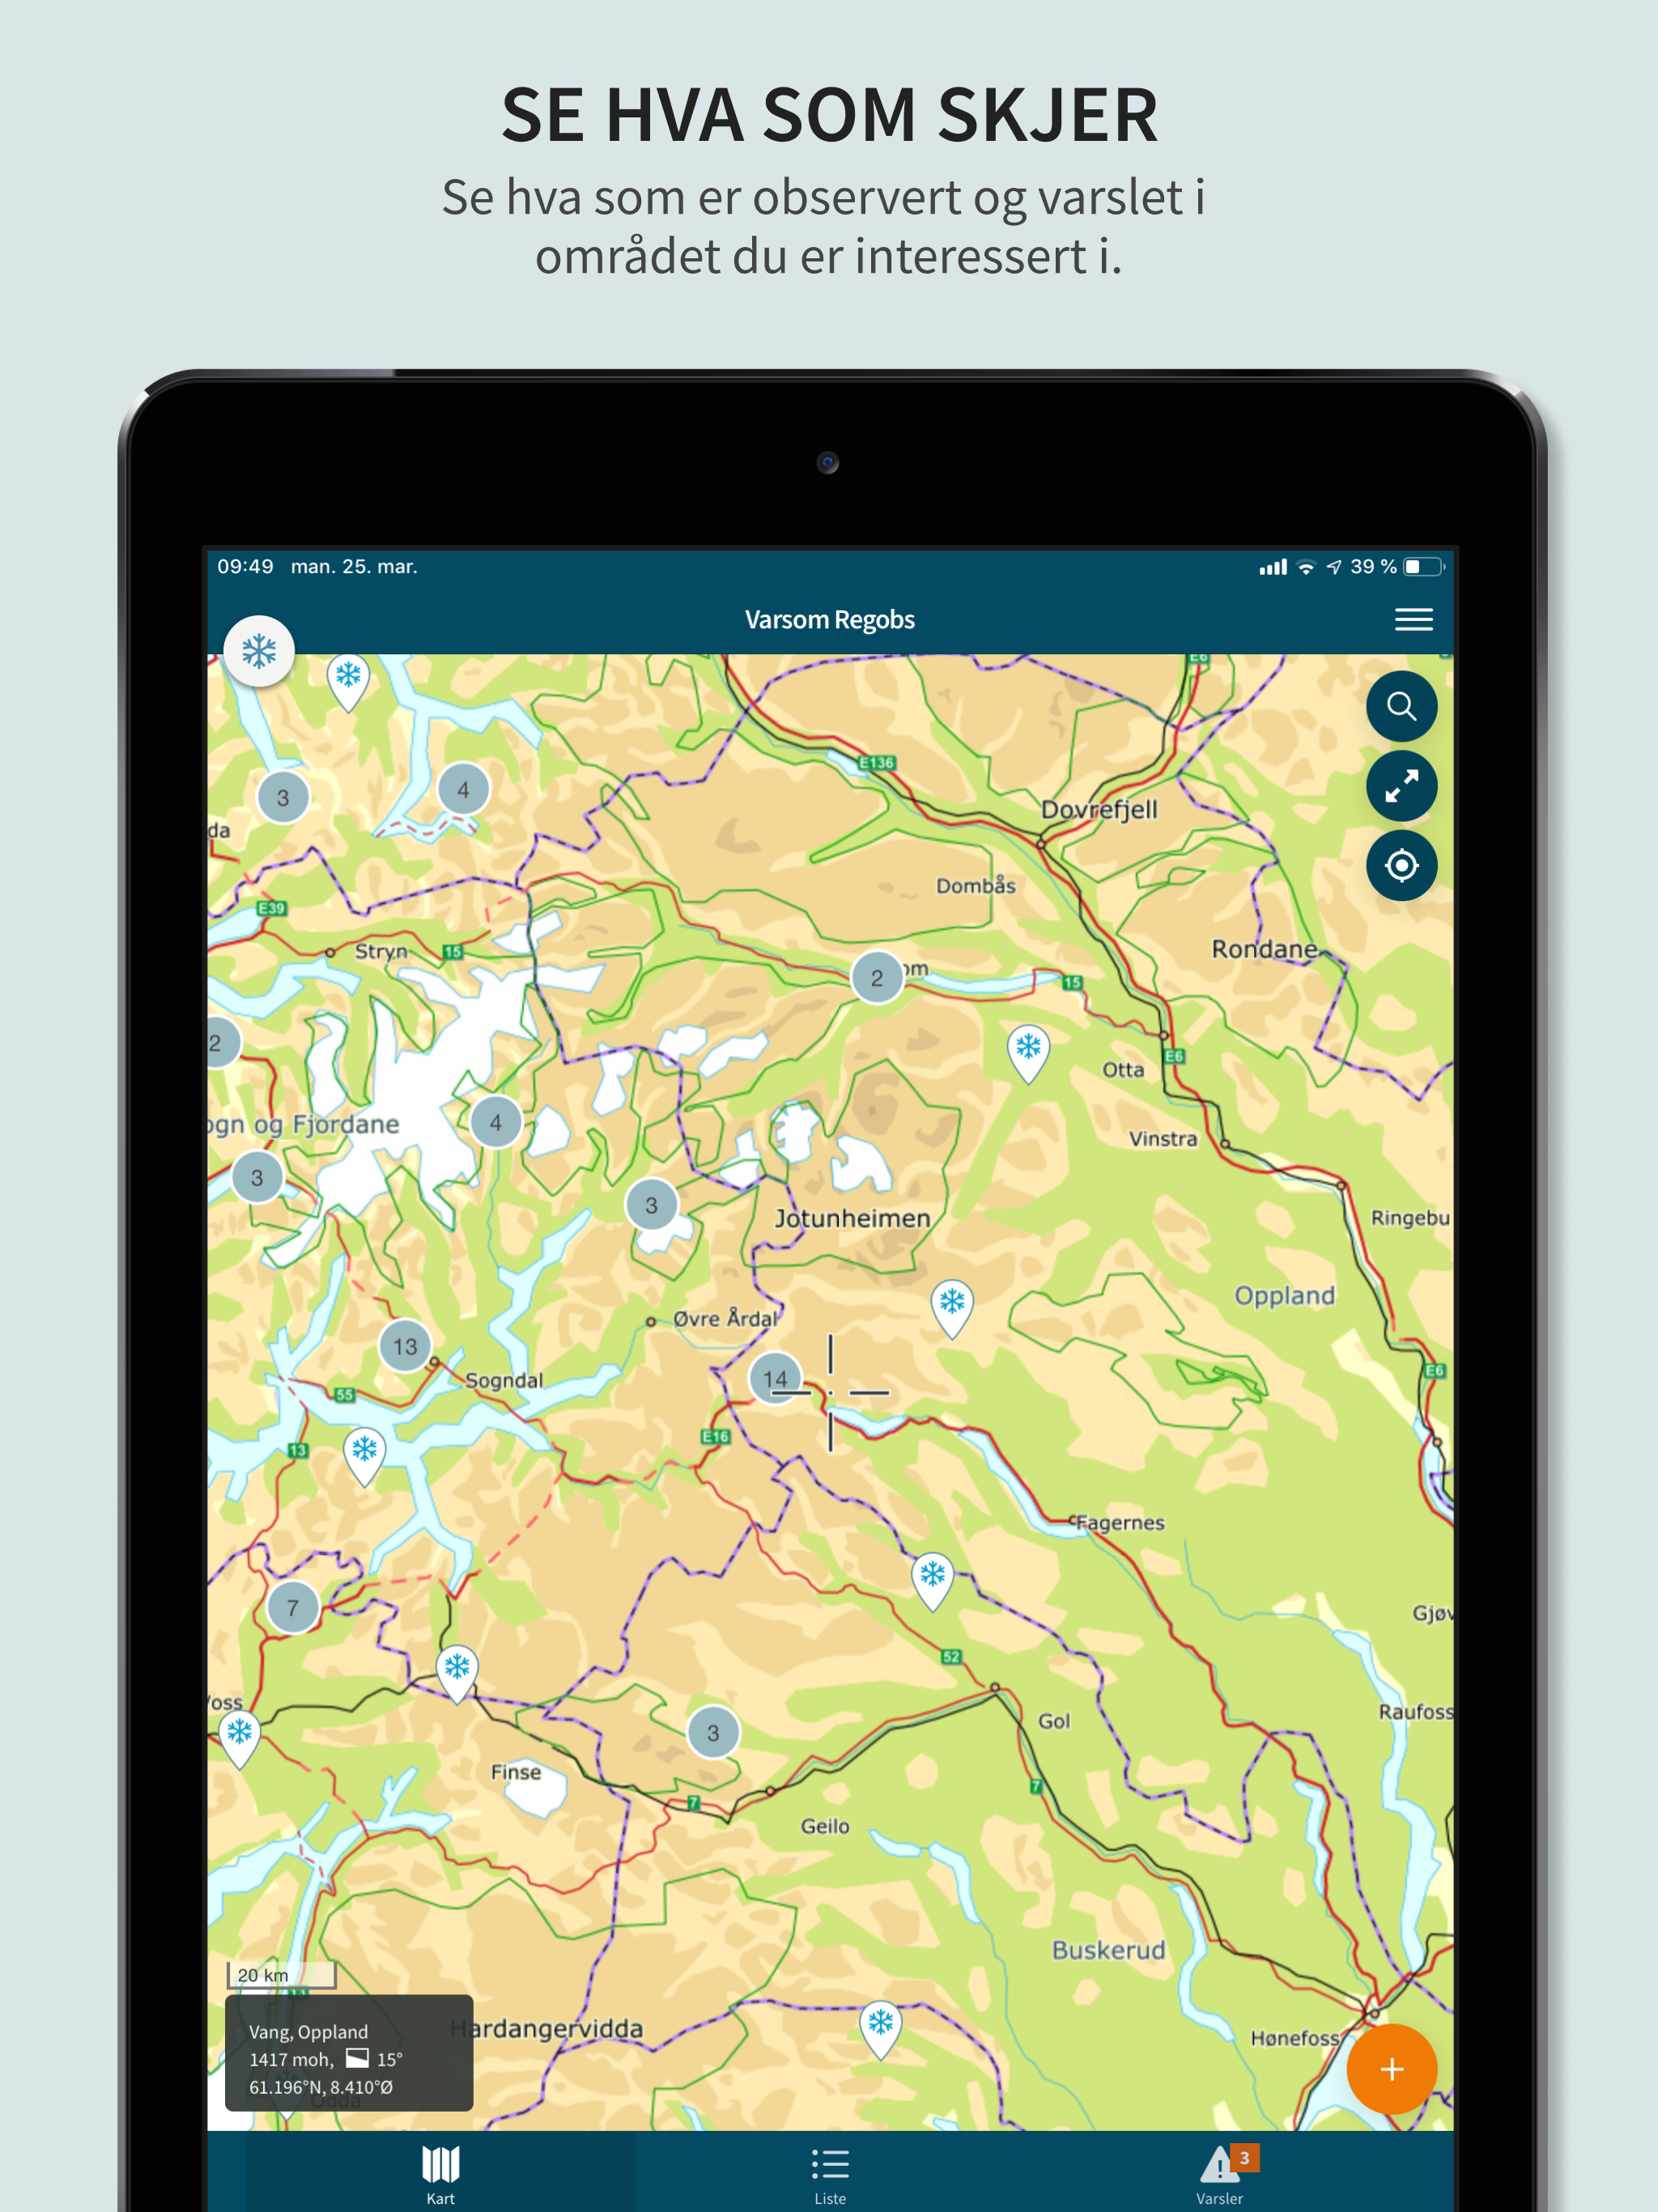 SE HVA SOM SKJER
Se hva som er observert og varslet i
området du er interessert i.
09:49 man. 25. mar.
39 %
Varsom Regobs
E6
E136
3
4
Dovrefjell
da
Dombås
E39
Stryn
15
Rondane
2
om
15
2
E6
Otta
4
ogn og Fjordane
Vinstra
3
3
Jotunheimen
Ringebu
Oppland
Øvre Årdal
13
E6
14
Sogndal
55
E16
13
Fagernes
7
Gjøv
52
Voss
Raufoss
3
Gol
Finse
7
7
Geilo
Buskerud
20 km
Hardangervidda
Vang, Oppland
1417 moh, 15°
61.196°N, 8.410°Ø
Odda
Hønefoss
+
3
Kart
Liste
Varsler